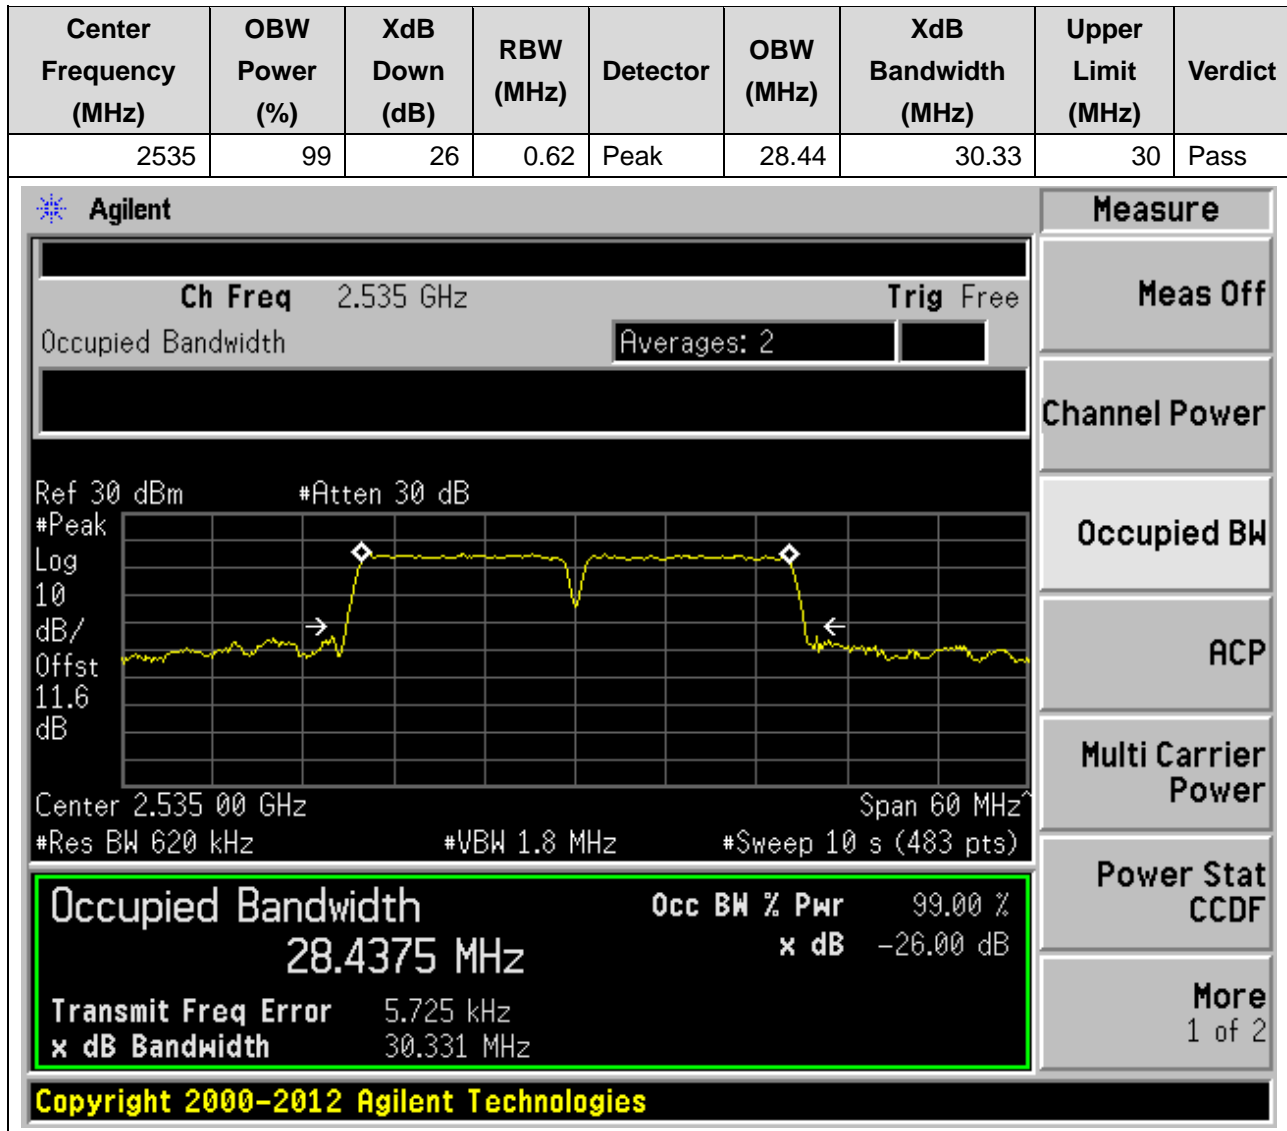 Center Frequency (MHz) OBW Power (%) XdB Down (dB) RBW (MHz) Detector OBW (MHz) XdB Bandwidth (MHz) Upper Limit (MHz) Verdict
2535 99 26 0.62 Peak 28.44 30.33 30 Pass
Agilent
Measure
Ch Freq 2.535 GHz Trig Free
Meas Off
Occupied Bandwidth Averages: 2
Channel Power
Ref 30 dBm #Atten 30 dB
#Peak
Log
10
dB/
Offst
11.6
dB
Occupied BW
ACP
Multi Carrier
Power
Center 2.535 00 GHz Span 60 MHz^
#Res BW 620 kHz #VBW 1.8 MHz #Sweep 10 s (483 pts)
Power Stat
CCDF
Occupied Bandwidth Occ BW % Pwr 99.00 %
28.4375 MHz x dB -26.00 dB
Transmit Freq Error 5.725 kHz
x dB Bandwidth 30.331 MHz
More
1 of 2
Copyright 2000-2012 Agilent Technologies